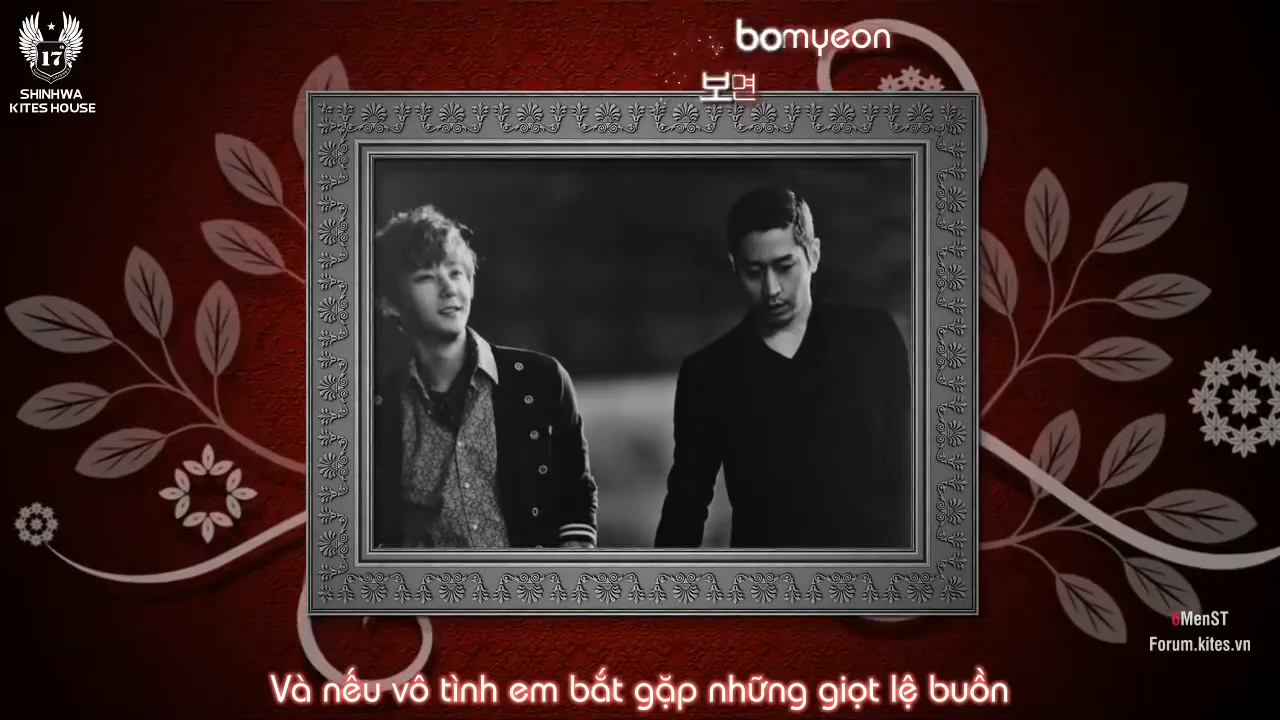 17
SHINHWA
KITES HOUSE
bomyeon
보면
6MenST
Forum.kites.vn
Và nếu vô tình em bắt gặp những giọt lệ buồn